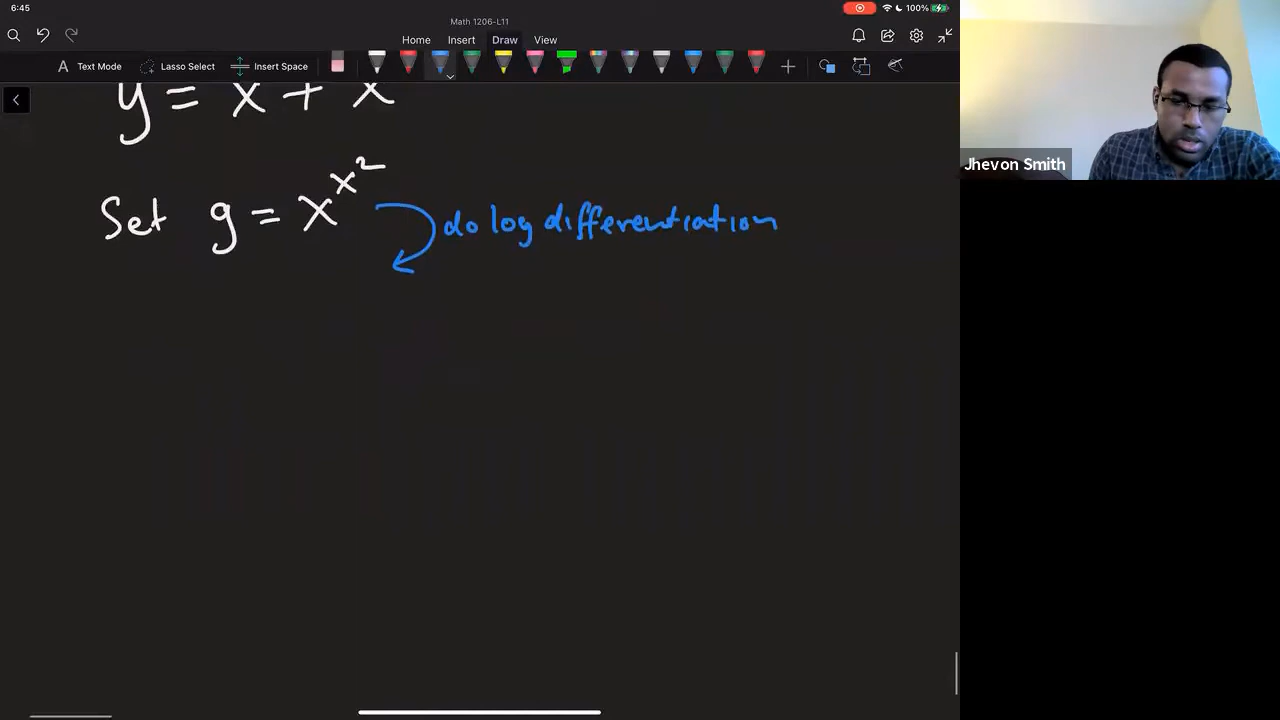 6:45
100%
Math 1206-L11
Home Insert Draw View
Text Mode Lasso Select Insert Space
y = x + x
Set g = x^x^2 do log differentiation
Jhevon Smith